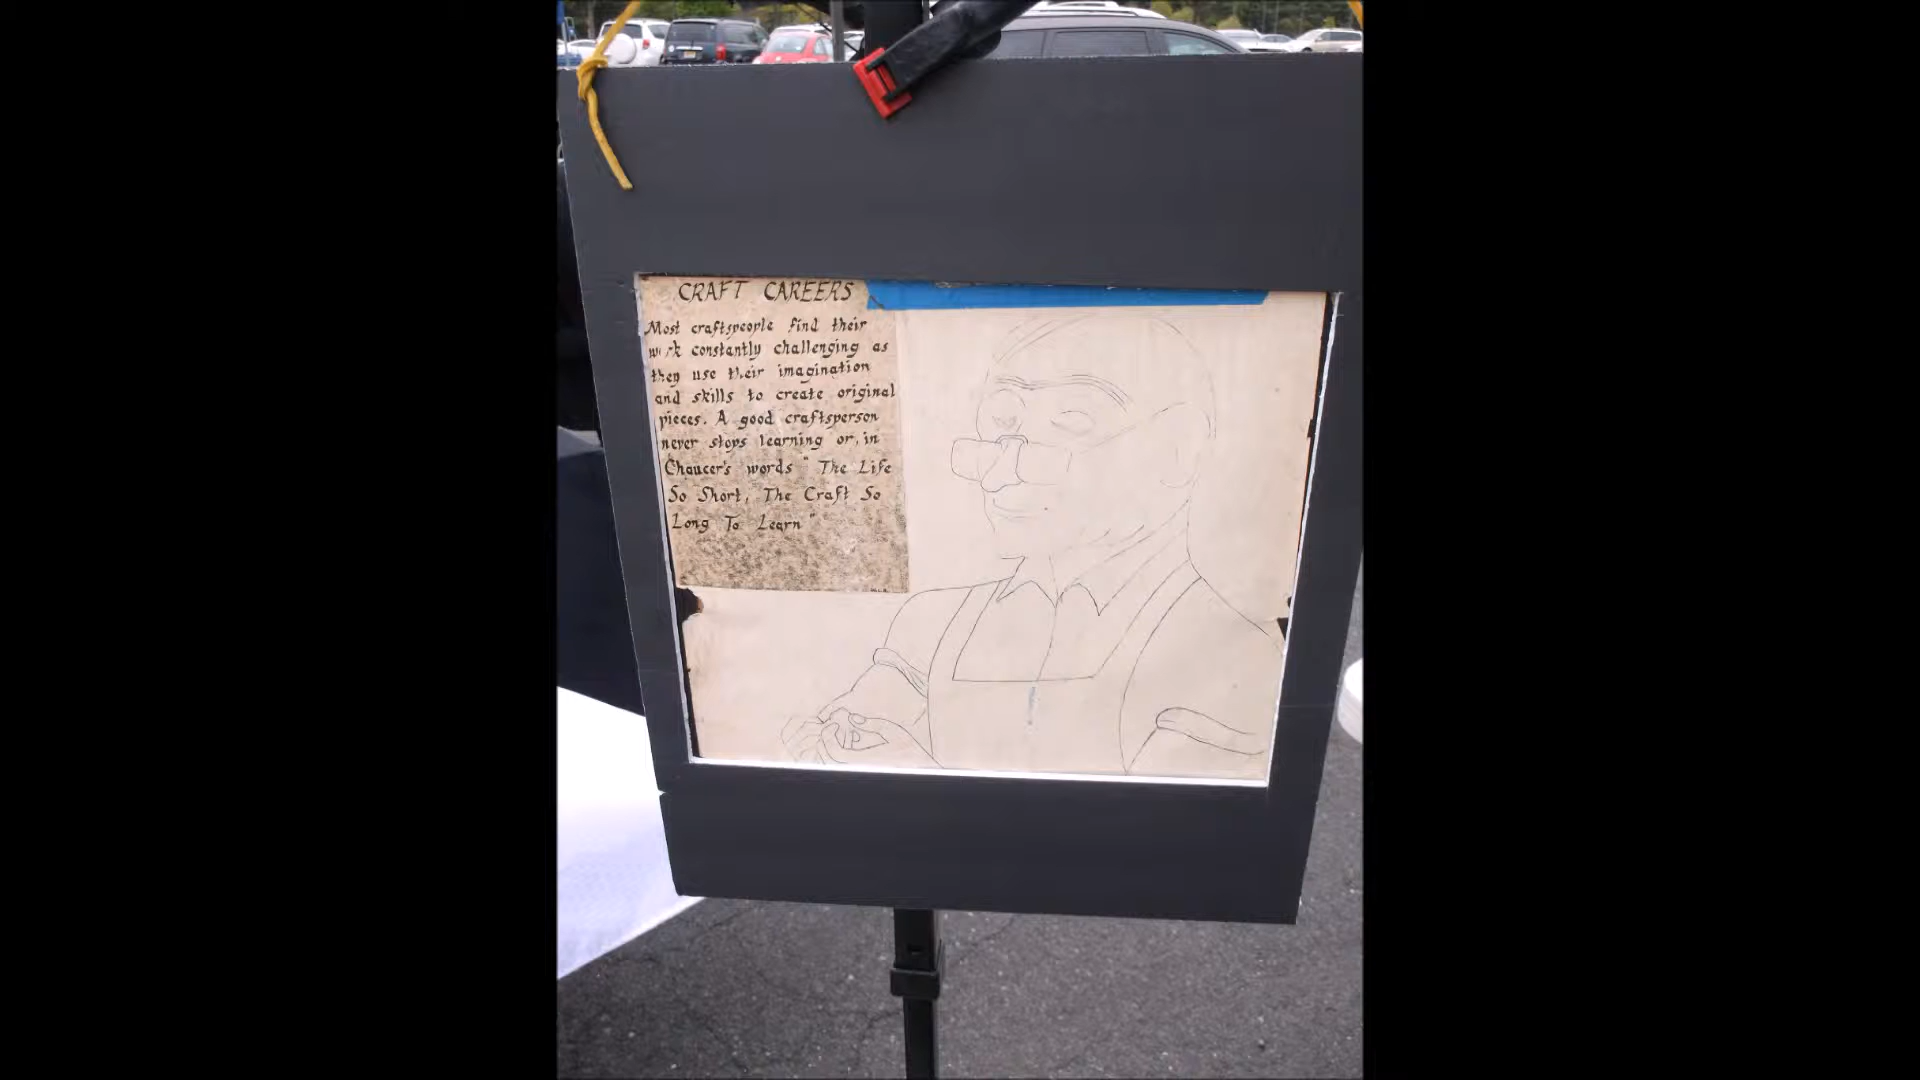 CRAFT CAREERS
Most craftspeople find their
work constantly challenging as
they use their imagination
and skills to create original
pieces. A good craftsperson
never stops learning or, in
Chaucer's words " The Life
So Short, The Craft So
Long To Learn "